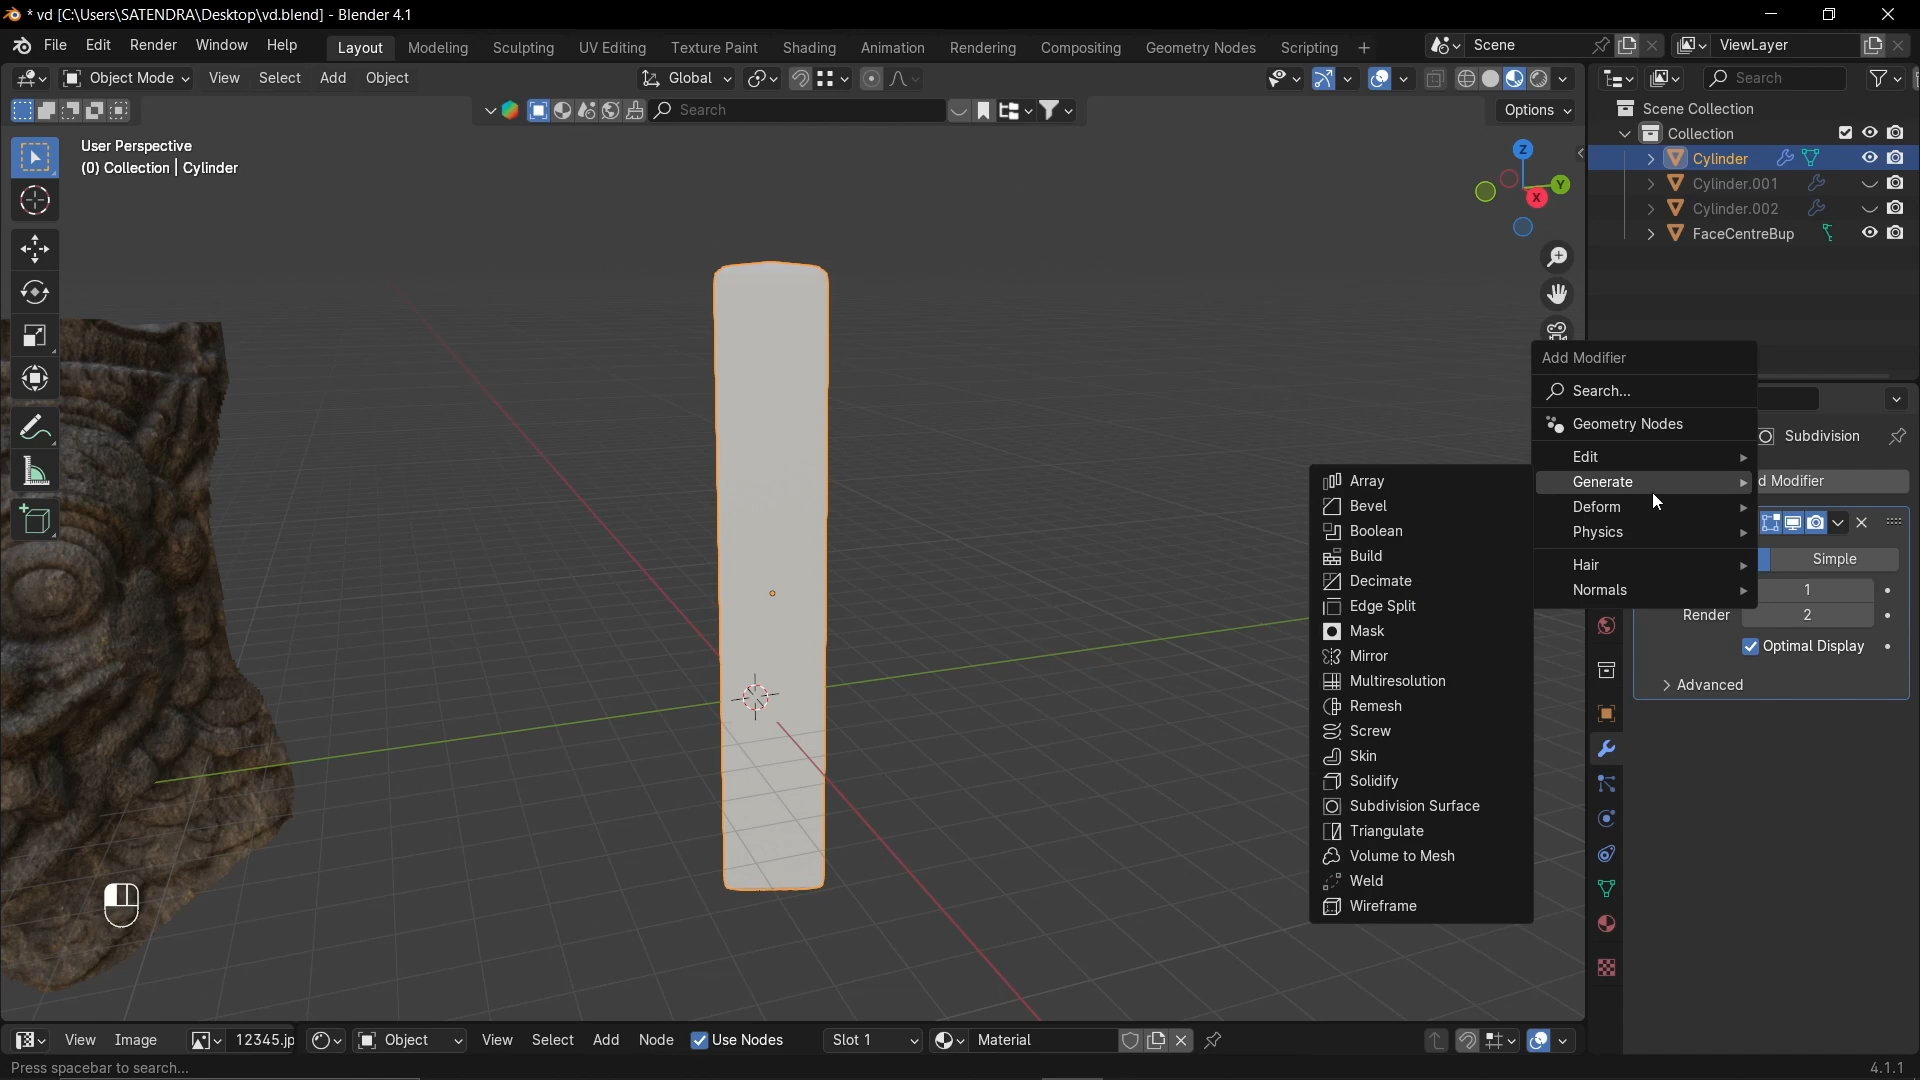 * vd [C:\Users\SATENDRA\Desktop\vd.blend] - Blender 4.1
File Edit Render Window Help Layout Modeling Sculpting UV Editing Texture Paint Shading Animation Rendering Compositing Geometry Nodes Scripting + Scene ViewLayer
Object Mode View Select Add Object Global Search
Search Options
Scene Collection
Collection
User Perspective
(0) Collection | Cylinder
Cylinder
Cylinder.001
Cylinder.002
FaceCentreBup
Z
Y
X
Add Modifier
Search...
Geometry Nodes
Edit
Generate
Deform
Physics
Hair
Normals
Subdivision
d Modifier
Simple
1
Render 2
Optimal Display
Advanced
Array
Bevel
Boolean
Build
Decimate
Edge Split
Mask
Mirror
Multiresolution
Remesh
Screw
Skin
Solidify
Subdivision Surface
Triangulate
Volume to Mesh
Weld
Wireframe
View Image 12345.jp Object View Select Add Node Use Nodes Slot 1 Material
Press spacebar to search... 4.1.1